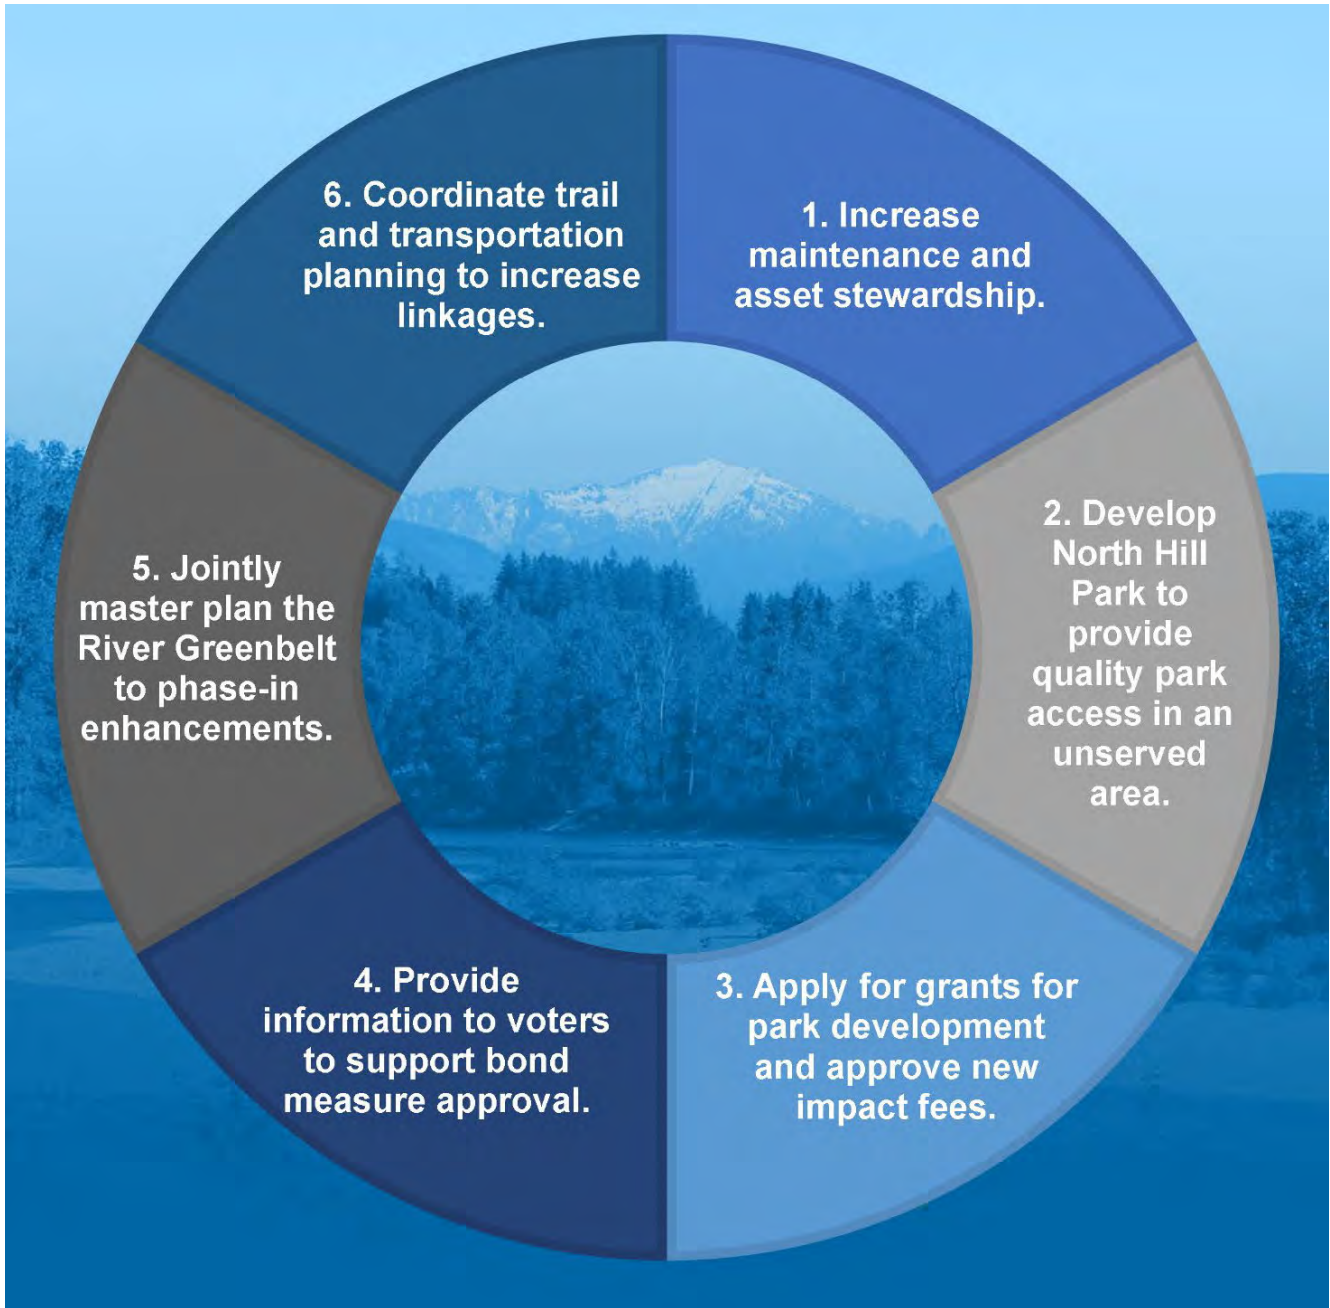 1. Increase
maintenance and
asset stewardship.
2. Develop
North Hill
Park to
provide
quality park
access in an
unserved
area.
3. Apply for grants for
park development
and approve new
impact fees.
4. Provide
information to voters
to support bond
measure approval.
5. Jointly
master plan the
River Greenbelt
to phase-in
enhancements.
6. Coordinate trail
and transportation
planning to increase
linkages.